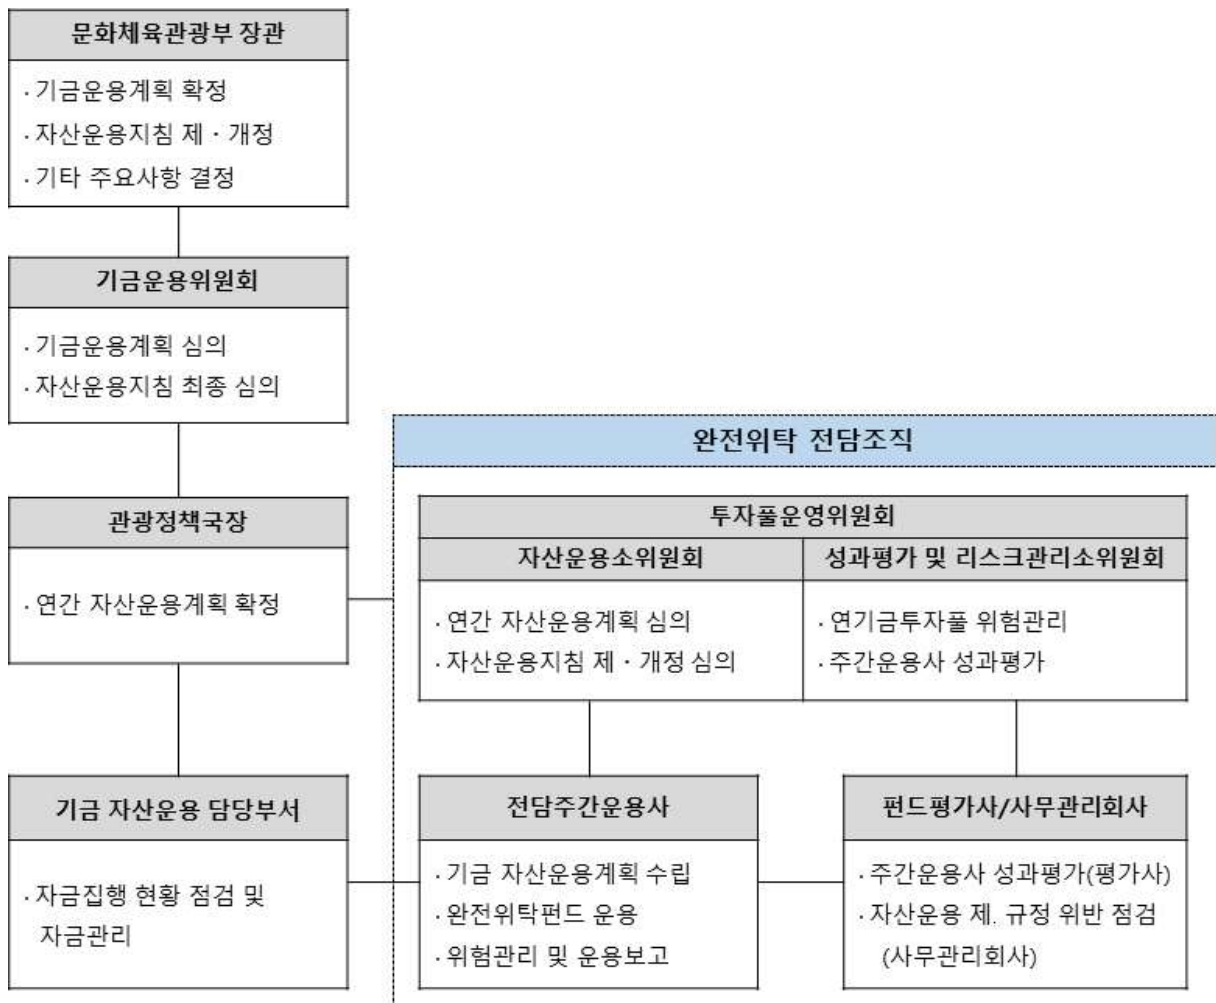 문화체육관광부 장관
· 기금운용계획 확정
· 자산운용지침 제 · 개정
· 기타 주요사항 결정
기금운용위원회
· 기금운용계획 심의
· 자산운용지침 최종 심의
관광정책국장
· 연간 자산운용계획 확정
기금 자산운용 담당부서
· 자금집행 현황 점검 및
자금관리
완전위탁 전담조직
투자풀운영위원회
자산운용소위원회
· 연간 자산운용계획 심의
· 자산운용지침 제 · 개정 심의
성과평가 및 리스크관리소위원회
· 연기금투자풀 위험관리
· 주간운용사 성과평가
전담주간운용사
· 기금 자산운용계획 수립
· 완전위탁펀드 운용
· 위험관리 및 운용보고
펀드평가사/사무관리회사
· 주간운용사 성과평가(평가사)
· 자산운용 제. 규정 위반 점검
(사무관리회사)